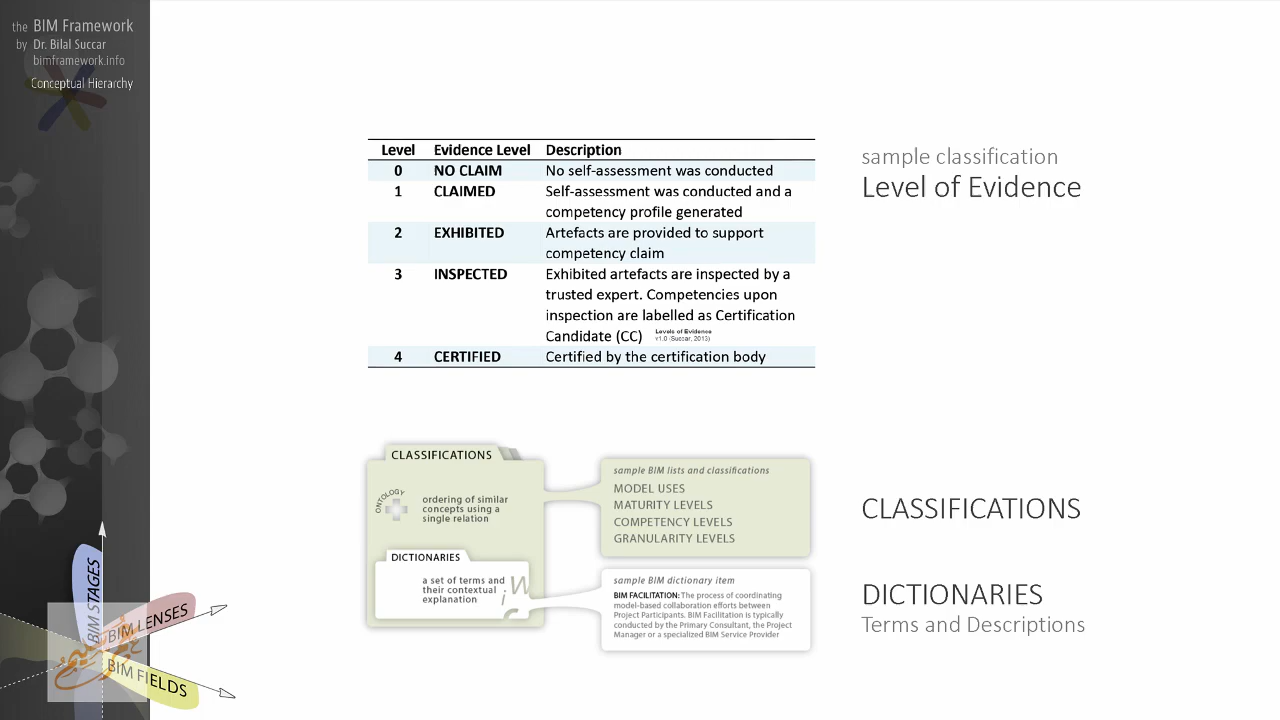 the BIM Framework
by Dr. Bilal Succar
bimframework.info
Conceptual Hierarchy
Level Evidence Level Description
0 NO CLAIM No self-assessment was conducted
1 CLAIMED Self-assessment was conducted and a
competency profile generated
2 EXHIBITED Artefacts are provided to support
competency claim
3 INSPECTED Exhibited artefacts are inspected by a
trusted expert. Competencies upon
inspection are labelled as Certification
Candidate (CC)
Levels of Evidence
v1.0 (Succar, 2013)
4 CERTIFIED Certified by the certification body
sample classification
Level of Evidence
CLASSIFICATIONS
ONTOLOGY
ordering of similar
concepts using a
single relation
sample BIM lists and classifications
MODEL USES
MATURITY LEVELS
COMPETENCY LEVELS
GRANULARITY LEVELS
CLASSIFICATIONS
DICTIONARIES
a set of terms and
their contextual
explanation
sample BIM dictionary item
BIM FACILITATION: The process of coordinating
model-based collaboration efforts between
Project Participants. BIM Facilitation is typically
conducted by the Primary Consultant, the Project
Manager or a specialized BIM Service Provider
DICTIONARIES
Terms and Descriptions
BIM STAGES
BIM LENSES
BIM FIELDS